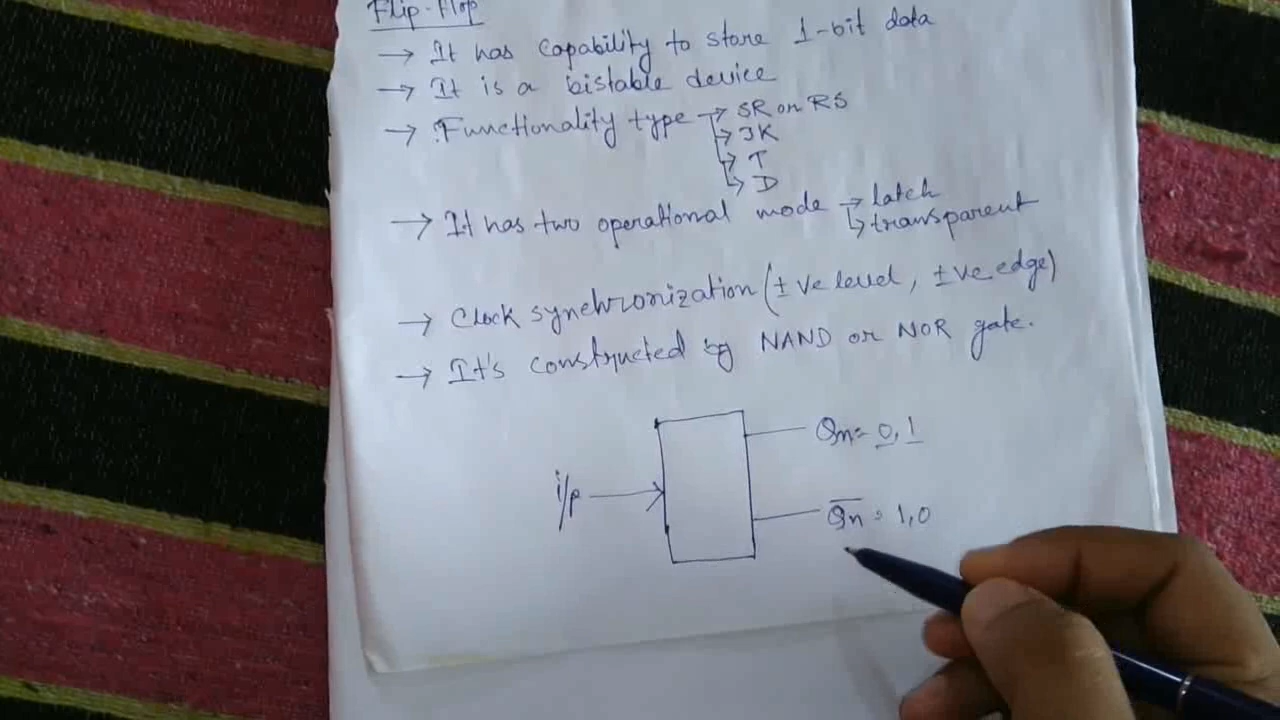 Flip-Flop
→ It has capability to store 1-bit data
→ It is a bistable device
→ Functionality type → SR or RS
→ JK
→ T
→ D
→ It has two operational mode → latch
→ transparent
→ Clock synchronization (±ve level, ±ve edge)
→ It's constructed by NAND or NOR gate.
Qn = 0, 1
i/p
Q̅n̅ = 1, 0